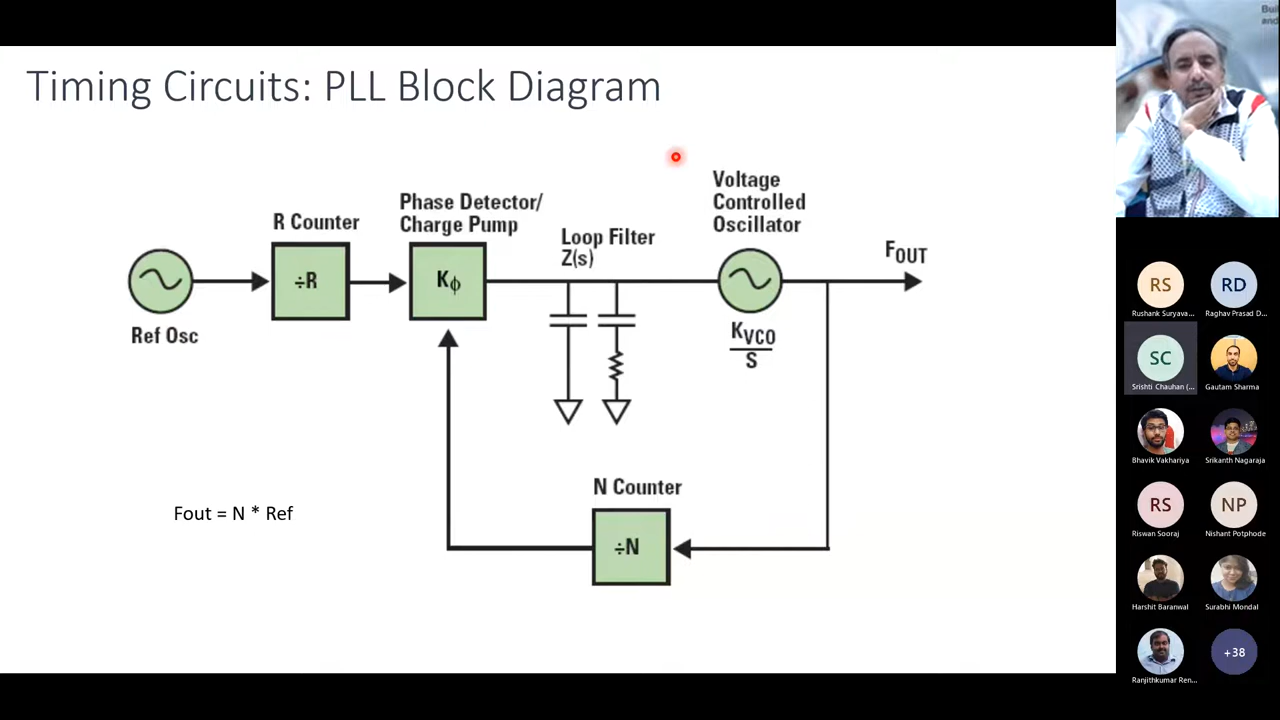 Timing Circuits: PLL Block Diagram
Bui
and
Voltage
Controlled
Oscillator
Phase Detector/
Charge Pump
R Counter
Loop Filter
Z(s)
FOUT
÷R
Kϕ
Ref Osc
KVCO
S
N Counter
÷N
Fout = N * Ref
RS
RD
Rushank Suryava...
Raghav Prasad D...
SC
Srishti Chauhan (...
Gautam Sharma
Bhavik Vakhariya
Srikanth Nagaraja
RS
NP
Riswan Sooraj
Nishant Potphode
Harshit Baranwal
Surabhi Mondal
+38
Ranjithkumar Ren...